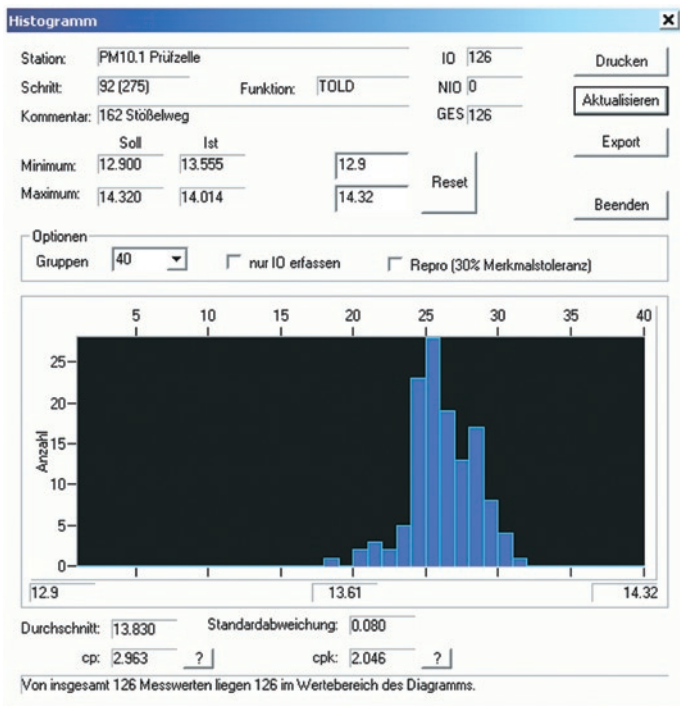 Histogramm
Station: PM10.1 Prüfzelle IO 126 Drucken
Schritt: 92 (275) Funktion: TOLD NIO 0 Aktualisieren
Kommentar: 162 Stößelweg GES 126
Soll Ist Export
Minimum: 12.900 13.555 12.9 Reset
Maximum: 14.320 14.014 14.32 Beenden
Optionen
Gruppen 40 nur IO erfassen Repro (30% Merkmalstoleranz)
5 10 15 20 25 30 35 40
25
20
15
10
5
0
Anzahl
12.9 13.61 14.32
Durchschnitt: 13.830 Standardabweichung: 0.080
cp: 2.963 ? cpk: 2.046 ?
Von insgesamt 126 Messwerten liegen 126 im Wertebereich des Diagramms.